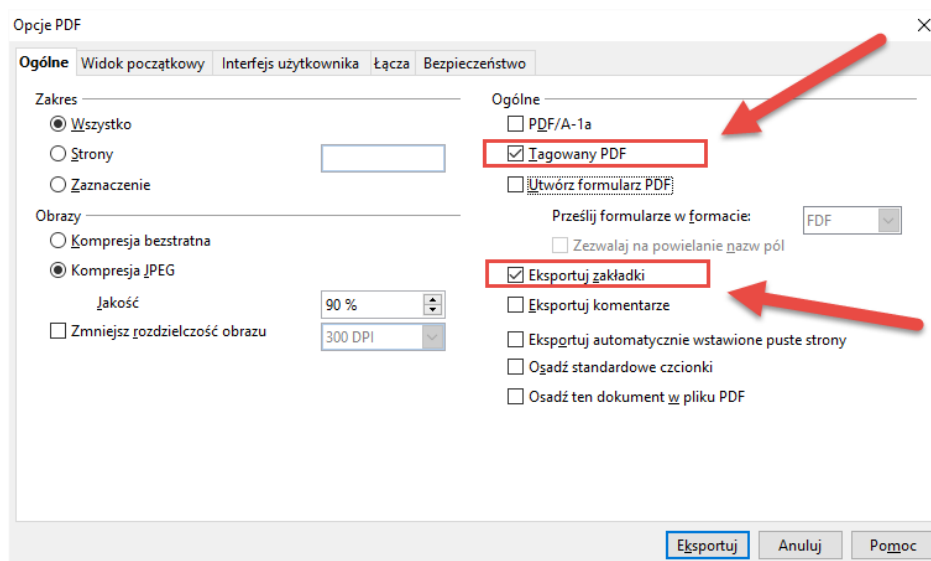 Opcje PDF
Ogólne Widok początkowy Interfejs użytkownika Łącza Bezpieczeństwo
Zakres
Wszystko
Strony
Zaznaczenie
Obrazy
Kompresja bezstratna
Kompresja JPEG
Jakość 90 %
Zmniejsz rozdzielczość obrazu 300 DPI
Ogólne
PDF/A-1a
Tagowany PDF
Utwórz formularz PDF
Prześlij formularze w formacie: FDF
Zezwalaj na powielanie nazw pól
Eksportuj zakładki
Eksportuj komentarze
Eksportuj automatycznie wstawione puste strony
Osadź standardowe czcionki
Osadź ten dokument w pliku PDF
Eksportuj Anuluj Pomoc